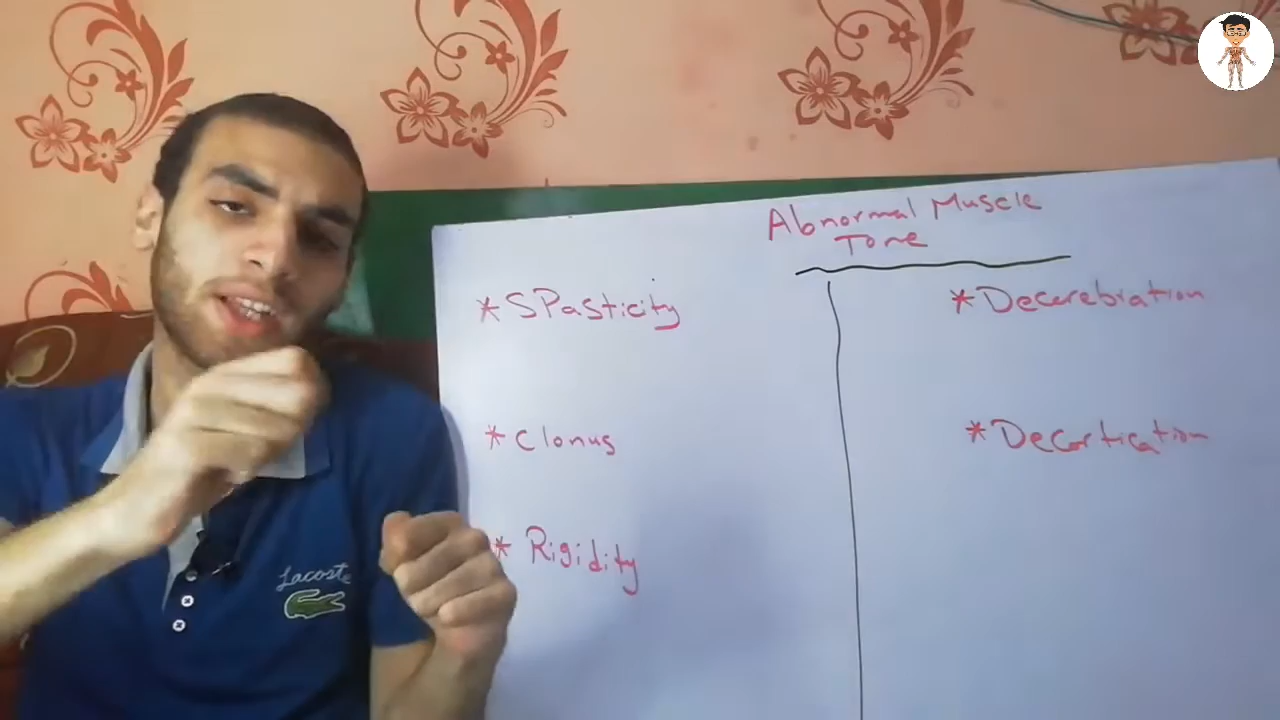 Abnormal Muscle
Tone
* SPasticity
* Clonus
* Rigidity
* Decerebration
* Decortication
Lacoste